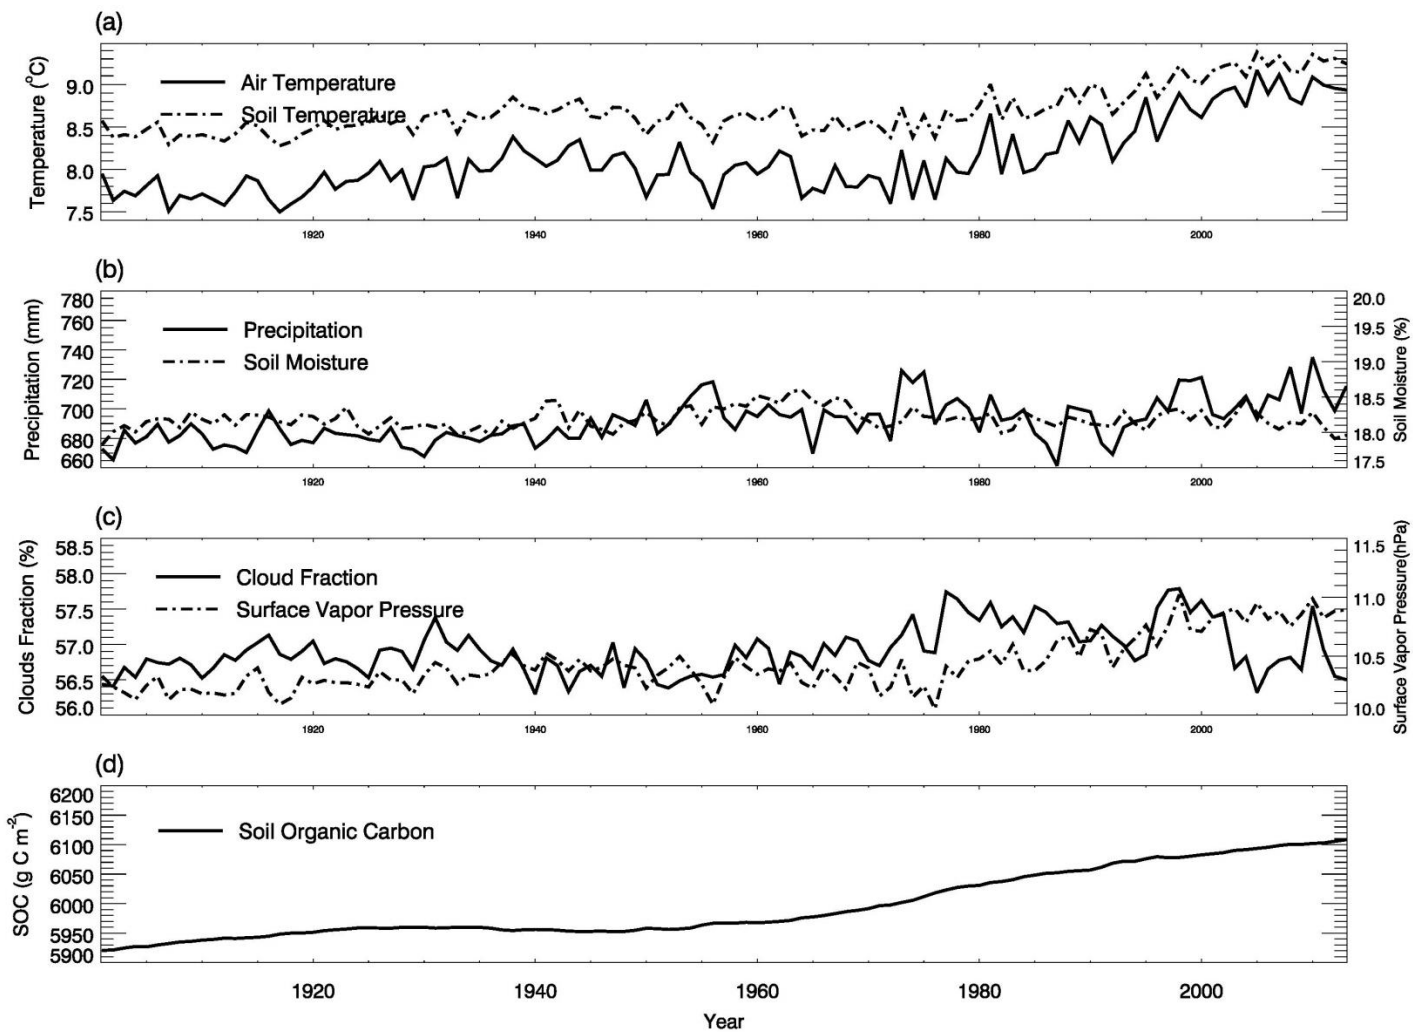 (a)
Temperature (°C)
9.0
8.5
8.0
7.5
Air Temperature
Soil Temperature
1920 1940 1960 1980 2000
(b)
Precipitation (mm)
780
760
740
720
700
680
660
Precipitation
Soil Moisture
20.0
19.5
19.0
18.5
18.0
17.5
Soil Moisture (%)
1920 1940 1960 1980 2000
(c)
Clouds Fraction (%)
58.5
58.0
57.5
57.0
56.5
56.0
Cloud Fraction
Surface Vapor Pressure
11.5
11.0
10.5
10.0
Surface Vapor Pressure(hPa)
1920 1940 1960 1980 2000
(d)
SOC (g C m⁻²)
6200
6150
6100
6050
6000
5950
5900
Soil Organic Carbon
1920 1940 1960 1980 2000
Year